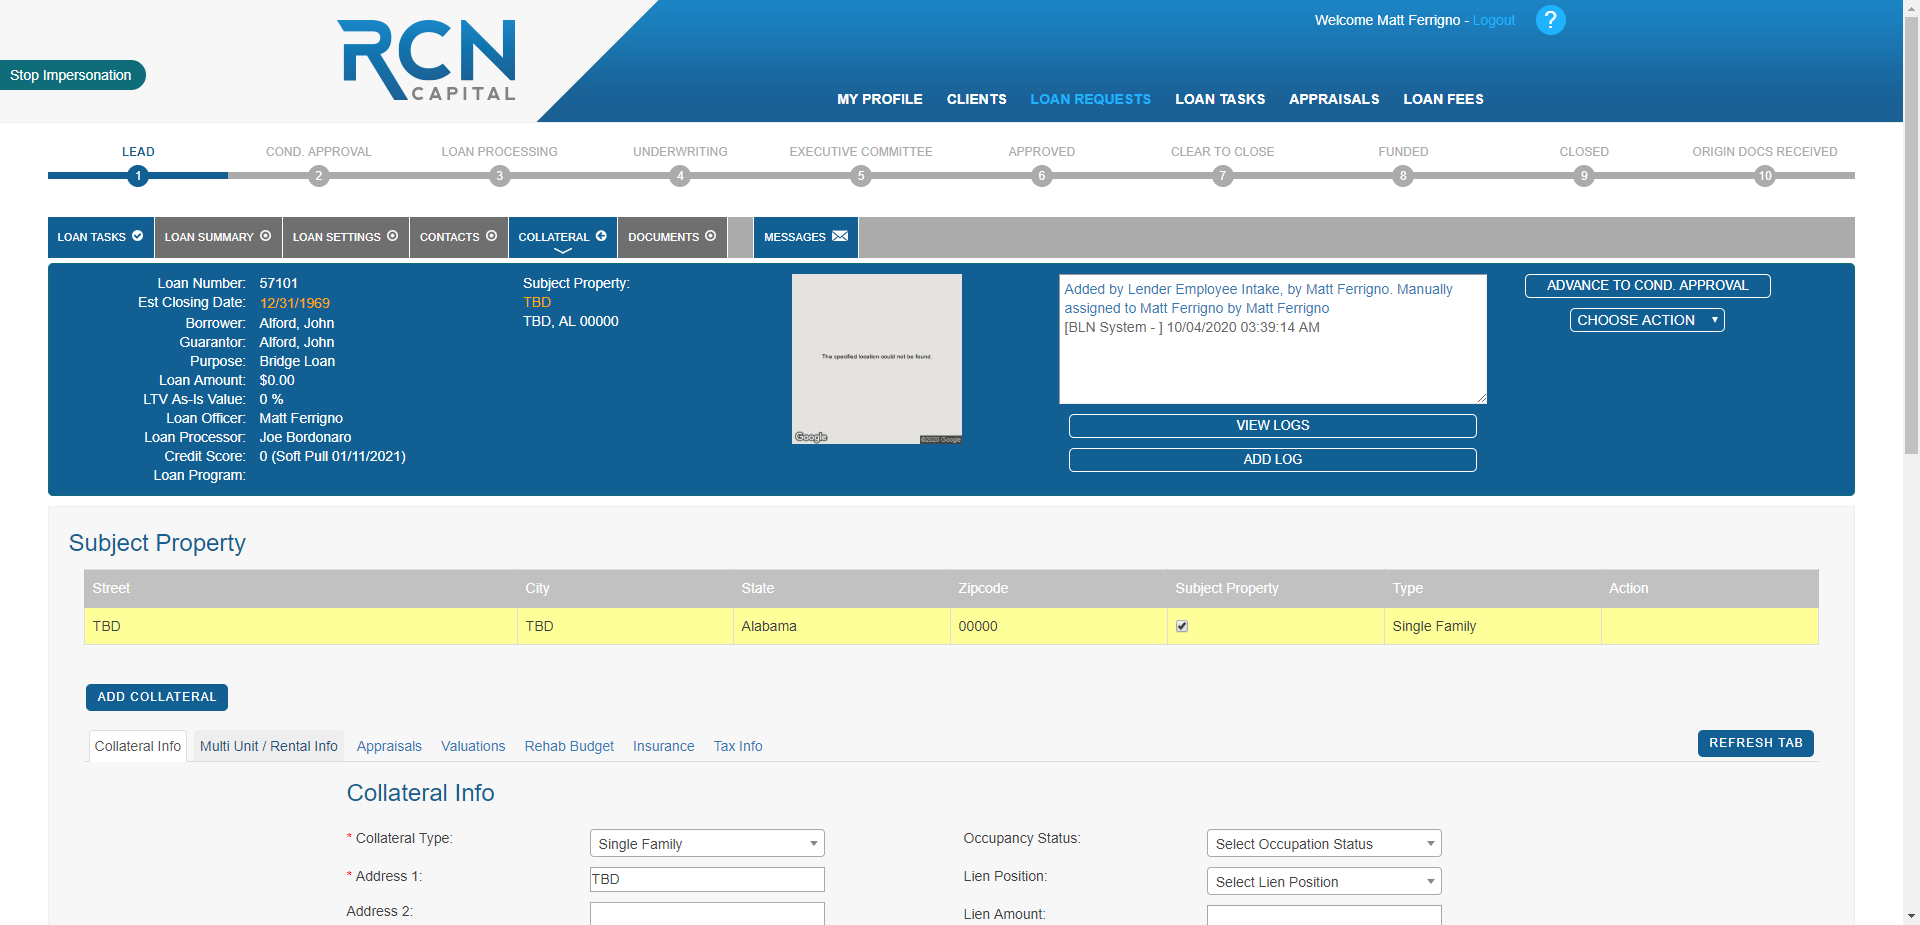 Welcome Matt Ferrigno - Logout
?
Stop Impersonation
RCN
CAPITAL
MY PROFILE CLIENTS LOAN REQUESTS LOAN TASKS APPRAISALS LOAN FEES
LEAD COND. APPROVAL LOAN PROCESSING UNDERWRITING EXECUTIVE COMMITTEE APPROVED CLEAR TO CLOSE FUNDED CLOSED ORIGIN DOCS RECEIVED
1 2 3 4 5 6 7 8 9 10
LOAN TASKS LOAN SUMMARY LOAN SETTINGS CONTACTS COLLATERAL DOCUMENTS MESSAGES
Loan Number: 57101
Est Closing Date: 12/31/1969
Borrower: Alford, John
Guarantor: Alford, John
Purpose: Bridge Loan
Loan Amount: $0.00
LTV As-Is Value: 0 %
Loan Officer: Matt Ferrigno
Loan Processor: Joe Bordonaro
Credit Score: 0 (Soft Pull 01/11/2021)
Loan Program:
Subject Property:
TBD
TBD, AL 00000
The specified location could not be found.
Google
©2020 Google
Added by Lender Employee Intake, by Matt Ferrigno. Manually
assigned to Matt Ferrigno by Matt Ferrigno
[BLN System - ] 10/04/2020 03:39:14 AM
VIEW LOGS
ADD LOG
ADVANCE TO COND. APPROVAL
CHOOSE ACTION
Subject Property
Street City State Zipcode Subject Property Type Action
TBD TBD Alabama 00000 Single Family
ADD COLLATERAL
Collateral Info Multi Unit / Rental Info Appraisals Valuations Rehab Budget Insurance Tax Info
REFRESH TAB
Collateral Info
* Collateral Type: Single Family
Occupancy Status: Select Occupation Status
* Address 1: TBD
Lien Position: Select Lien Position
Address 2:
Lien Amount: